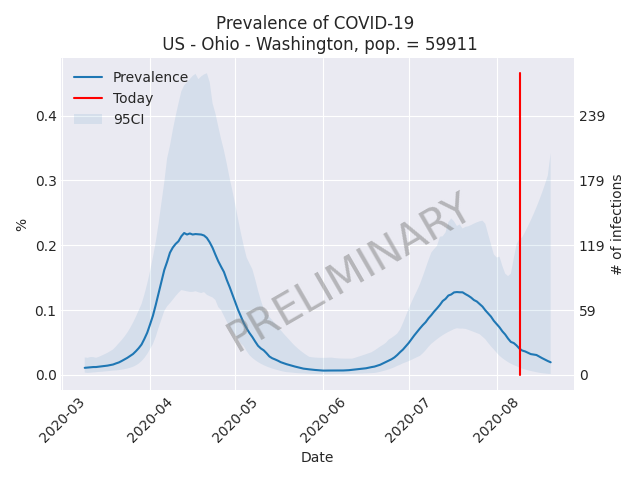 Prevalence of COVID-19
US - Ohio - Washington, pop. = 59911
Prevalence
Today
95CI
PRELIMINARY
%
0.4
0.3
0.2
0.1
0.0
239
179
119
59
0
# of infections
2020-03
2020-04
2020-05
2020-06
2020-07
2020-08
Date